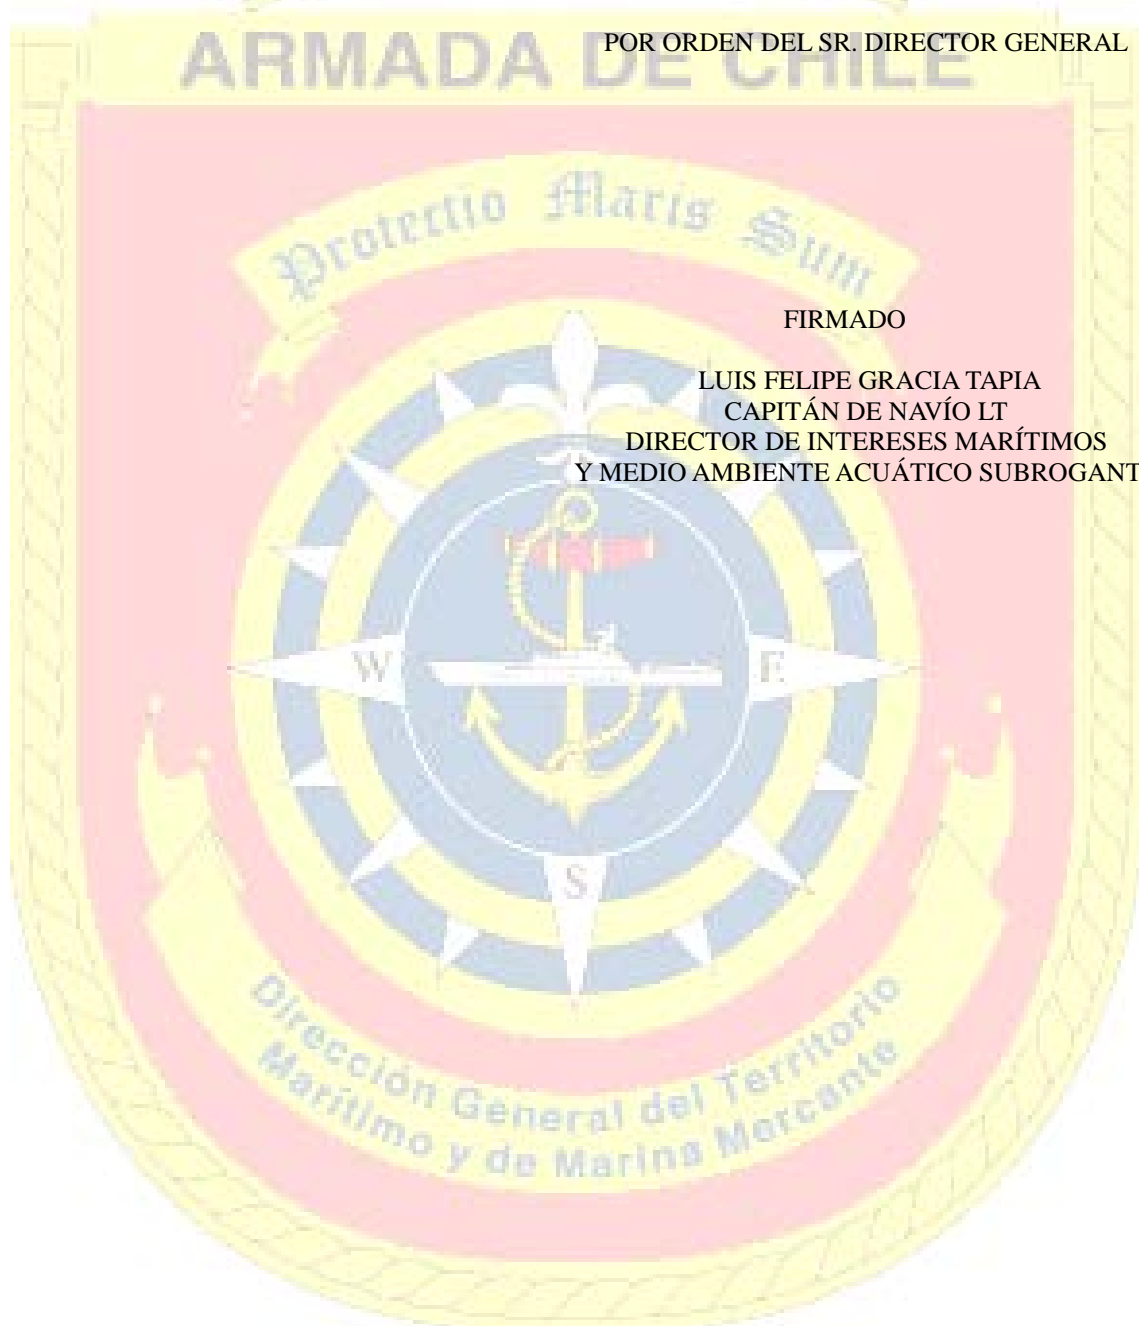 ARMADA DE CHILE
POR ORDEN DEL SR. DIRECTOR GENERAL
Protectio Maris Sum
FIRMADO
LUIS FELIPE GRACIA TAPIA
CAPITÁN DE NAVÍO LT
DIRECTOR DE INTERESES MARÍTIMOS
Y MEDIO AMBIENTE ACUÁTICO SUBROGANT
W
E
S
Dirección General del Territorio
Marítimo y de Marina Mercante